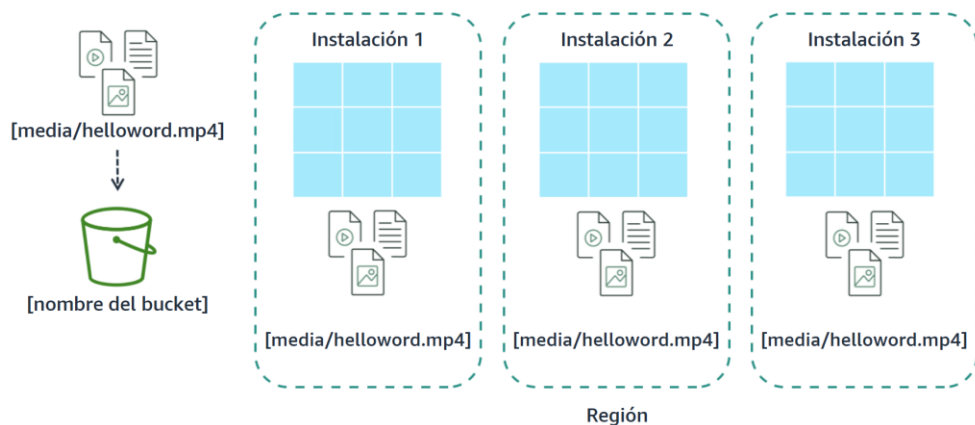 [media/helloword.mp4]
[nombre del bucket]
Instalación 1
[media/helloword.mp4]
Instalación 2
[media/helloword.mp4]
Instalación 3
[media/helloword.mp4]
Región